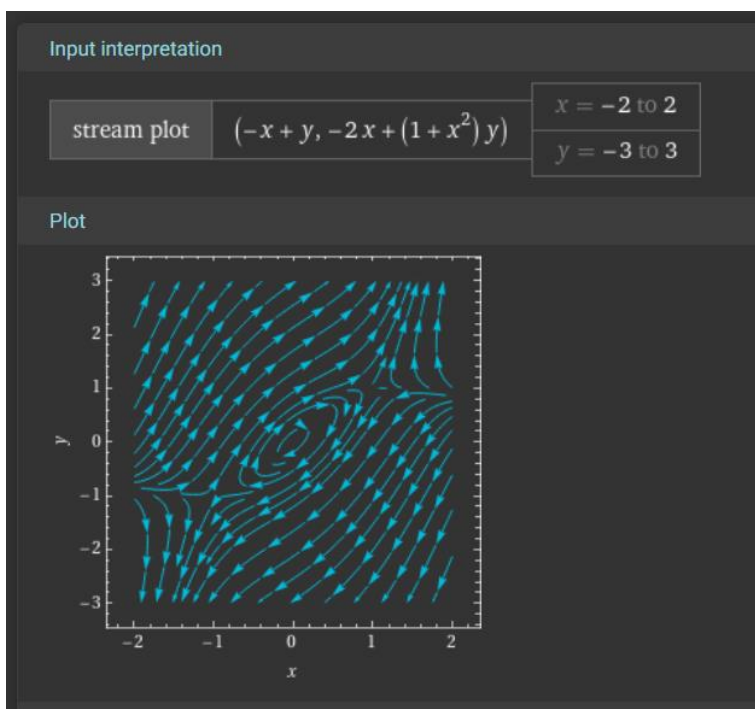 Input interpretation
stream plot
(−x + y, −2 x + (1 + x²) y)
x = −2 to 2
y = −3 to 3
Plot
3
2
1
y
0
−1
−2
−3
−2 −1 0 1 2
x